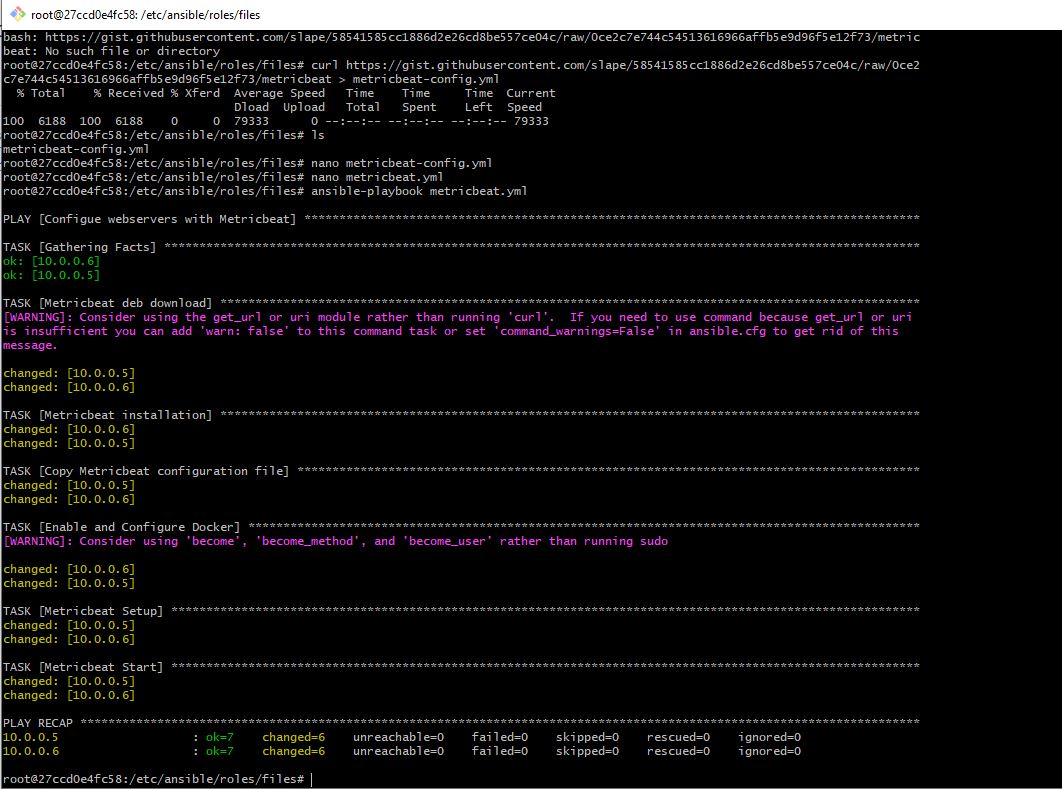 root@27ccd0e4fc58: /etc/ansible/roles/files
bash: https://gist.githubusercontent.com/slape/58541585cc1886d2e26cd8be557ce04c/raw/0ce2c7e744c54513616966affb5e9d96f5e12f73/metric
beat: No such file or directory
root@27ccd0e4fc58:/etc/ansible/roles/files# curl https://gist.githubusercontent.com/slape/58541585cc1886d2e26cd8be557ce04c/raw/0ce2
c7e744c54513616966affb5e9d96f5e12f73/metricbeat > metricbeat-config.yml
  % Total    % Received % Xferd  Average Speed   Time    Time     Time  Current
                                 Dload  Upload   Total   Spent    Left  Speed
100  6188  100  6188    0     0  79333      0 --:--:-- --:--:-- --:--:-- 79333
root@27ccd0e4fc58:/etc/ansible/roles/files# ls
metricbeat-config.yml
root@27ccd0e4fc58:/etc/ansible/roles/files# nano metricbeat-config.yml
root@27ccd0e4fc58:/etc/ansible/roles/files# nano metricbeat.yml
root@27ccd0e4fc58:/etc/ansible/roles/files# ansible-playbook metricbeat.yml
PLAY [Configue webservers with Metricbeat] ****************************************************************************************
TASK [Gathering Facts] ************************************************************************************************************
ok: [10.0.0.6]
ok: [10.0.0.5]
TASK [Metricbeat deb download] ****************************************************************************************************
[WARNING]: Consider using the get_url or uri module rather than running 'curl'.  If you need to use command because get_url or uri
is insufficient you can add 'warn: false' to this command task or set 'command_warnings=False' in ansible.cfg to get rid of this
message.
changed: [10.0.0.5]
changed: [10.0.0.6]
TASK [Metricbeat installation] ****************************************************************************************************
changed: [10.0.0.6]
changed: [10.0.0.5]
TASK [Copy Metricbeat configuration file] *****************************************************************************************
changed: [10.0.0.5]
changed: [10.0.0.6]
TASK [Enable and Configure Docker] ************************************************************************************************
[WARNING]: Consider using 'become', 'become_method', and 'become_user' rather than running sudo
changed: [10.0.0.6]
changed: [10.0.0.5]
TASK [Metricbeat Setup] ***********************************************************************************************************
changed: [10.0.0.5]
changed: [10.0.0.6]
TASK [Metricbeat Start] ***********************************************************************************************************
changed: [10.0.0.5]
changed: [10.0.0.6]
PLAY RECAP ************************************************************************************************************************
10.0.0.5                   : ok=7    changed=6    unreachable=0    failed=0    skipped=0    rescued=0    ignored=0
10.0.0.6                   : ok=7    changed=6    unreachable=0    failed=0    skipped=0    rescued=0    ignored=0
root@27ccd0e4fc58:/etc/ansible/roles/files#